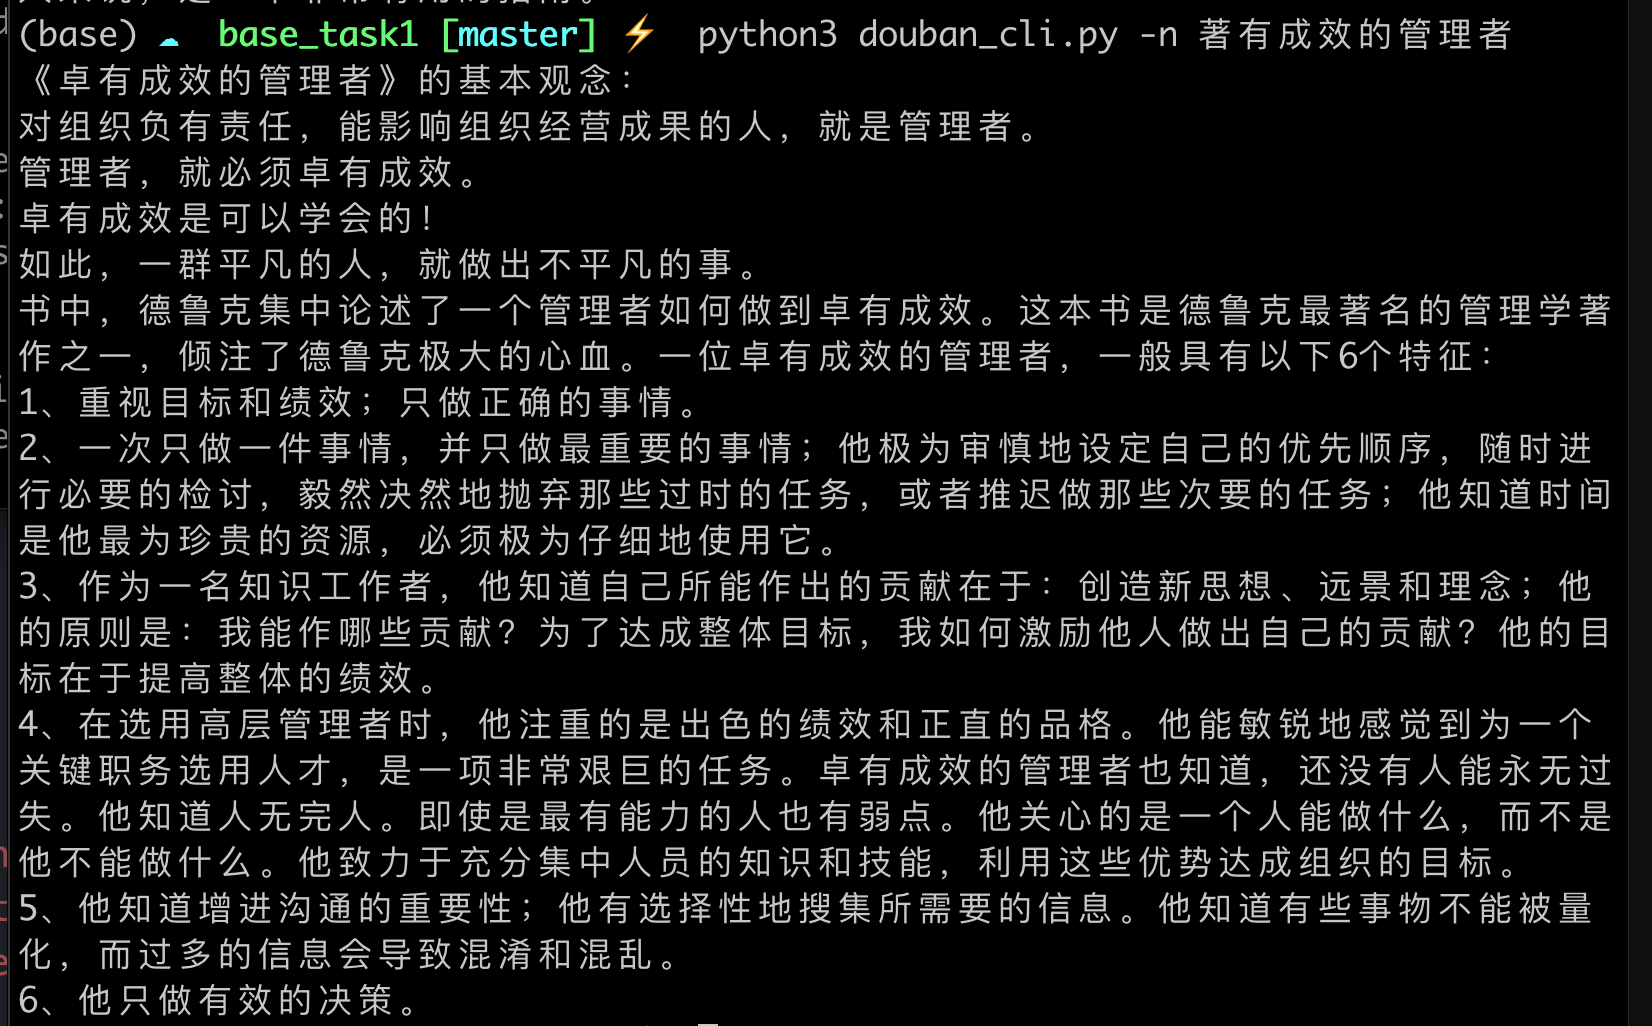 (base) ☁  base_task1 [master] ⚡  python3 douban_cli.py -n 著有成效的管理者
《卓有成效的管理者》的基本观念：
对组织负有责任，能影响组织经营成果的人，就是管理者。
管理者，就必须卓有成效。
卓有成效是可以学会的！
如此，一群平凡的人，就做出不平凡的事。
书中，德鲁克集中论述了一个管理者如何做到卓有成效。这本书是德鲁克最著名的管理学著
作之一，倾注了德鲁克极大的心血。一位卓有成效的管理者，一般具有以下6个特征：
1、重视目标和绩效；只做正确的事情。
2、一次只做一件事情，并只做最重要的事情；他极为审慎地设定自己的优先顺序，随时进
行必要的检讨，毅然决然地抛弃那些过时的任务，或者推迟做那些次要的任务；他知道时间
是他最为珍贵的资源，必须极为仔细地使用它。
3、作为一名知识工作者，他知道自己所能作出的贡献在于：创造新思想、远景和理念；他
的原则是：我能作哪些贡献？为了达成整体目标，我如何激励他人做出自己的贡献？他的目
标在于提高整体的绩效。
4、在选用高层管理者时，他注重的是出色的绩效和正直的品格。他能敏锐地感觉到为一个
关键职务选用人才，是一项非常艰巨的任务。卓有成效的管理者也知道，还没有人能永无过
失。他知道人无完人。即使是最有能力的人也有弱点。他关心的是一个人能做什么，而不是
他不能做什么。他致力于充分集中人员的知识和技能，利用这些优势达成组织的目标。
5、他知道增进沟通的重要性；他有选择性地搜集所需要的信息。他知道有些事物不能被量
化，而过多的信息会导致混淆和混乱。
6、他只做有效的决策。